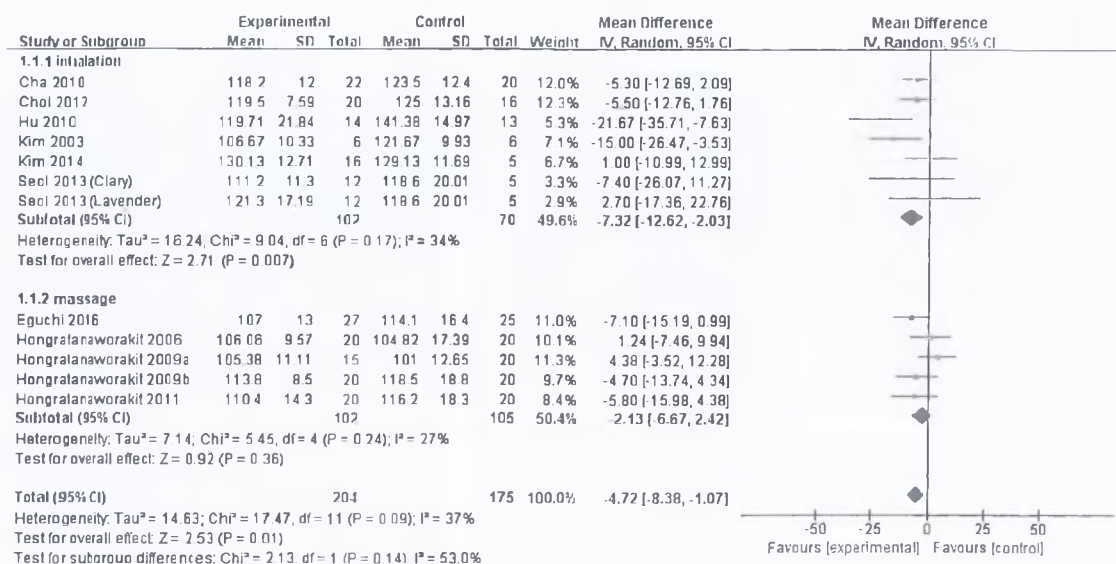 Experimental Control Mean Difference Mean Difference
Study or Subgroup Mean SD Total Mean SD Total Weight IV, Random, 95% CI IV, Random, 95% CI
1.1.1 inhalation
Cha 2010 118.2 12 22 123.5 12.4 20 12.0% -5.30 [-12.69, 2.09]
Choi 2012 119.5 7.59 20 125 13.16 16 12.3% -5.50 [-12.76, 1.76]
Hu 2010 119.71 21.84 14 141.38 14.97 13 5.3% -21.67 [-35.71, -7.63]
Kim 2003 106.67 10.33 6 121.67 9.93 6 7.1% -15.00 [-26.47, -3.53]
Kim 2014 130.13 12.71 16 129.13 11.69 5 6.7% 1.00 [-10.99, 12.99]
Seol 2013 (Clary) 111.2 11.3 12 118.6 20.01 5 3.3% -7.40 [-26.07, 11.27]
Seol 2013 (Lavender) 121.3 17.19 12 118.6 20.01 5 2.9% 2.70 [-17.36, 22.76]
Subtotal (95% CI) 102 70 49.6% -7.32 [-12.62, -2.03]
Heterogeneity: Tau² = 16.24; Chi² = 9.04, df = 6 (P = 0.17); I² = 34%
Test for overall effect: Z = 2.71 (P = 0.007)
1.1.2 massage
Eguchi 2016 107 13 27 114.1 16.4 25 11.0% -7.10 [-15.19, 0.99]
Hongratanaworakit 2006 106.06 9.57 20 104.82 17.39 20 10.1% 1.24 [-7.46, 9.94]
Hongratanaworakit 2009a 105.38 11.11 15 101 12.65 20 11.3% 4.38 [-3.52, 12.28]
Hongratanaworakit 2009b 113.8 8.5 20 118.5 18.8 20 9.7% -4.70 [-13.74, 4.34]
Hongratanaworakit 2011 110.4 14.3 20 116.2 18.3 20 8.4% -5.80 [-15.98, 4.38]
Subtotal (95% CI) 102 105 50.4% -2.13 [-6.67, 2.42]
Heterogeneity: Tau² = 7.14; Chi² = 5.45, df = 4 (P = 0.24); I² = 27%
Test for overall effect: Z = 0.92 (P = 0.36)
Total (95% CI) 204 175 100.0% -4.72 [-8.38, -1.07]
Heterogeneity: Tau² = 14.63; Chi² = 17.47, df = 11 (P = 0.09); I² = 37%
Test for overall effect: Z = 2.53 (P = 0.01)
Test for subgroup differences: Chi² = 2.13, df = 1 (P = 0.14), I² = 53.0%
-50 -25 0 25 50
Favours [experimental] Favours [control]